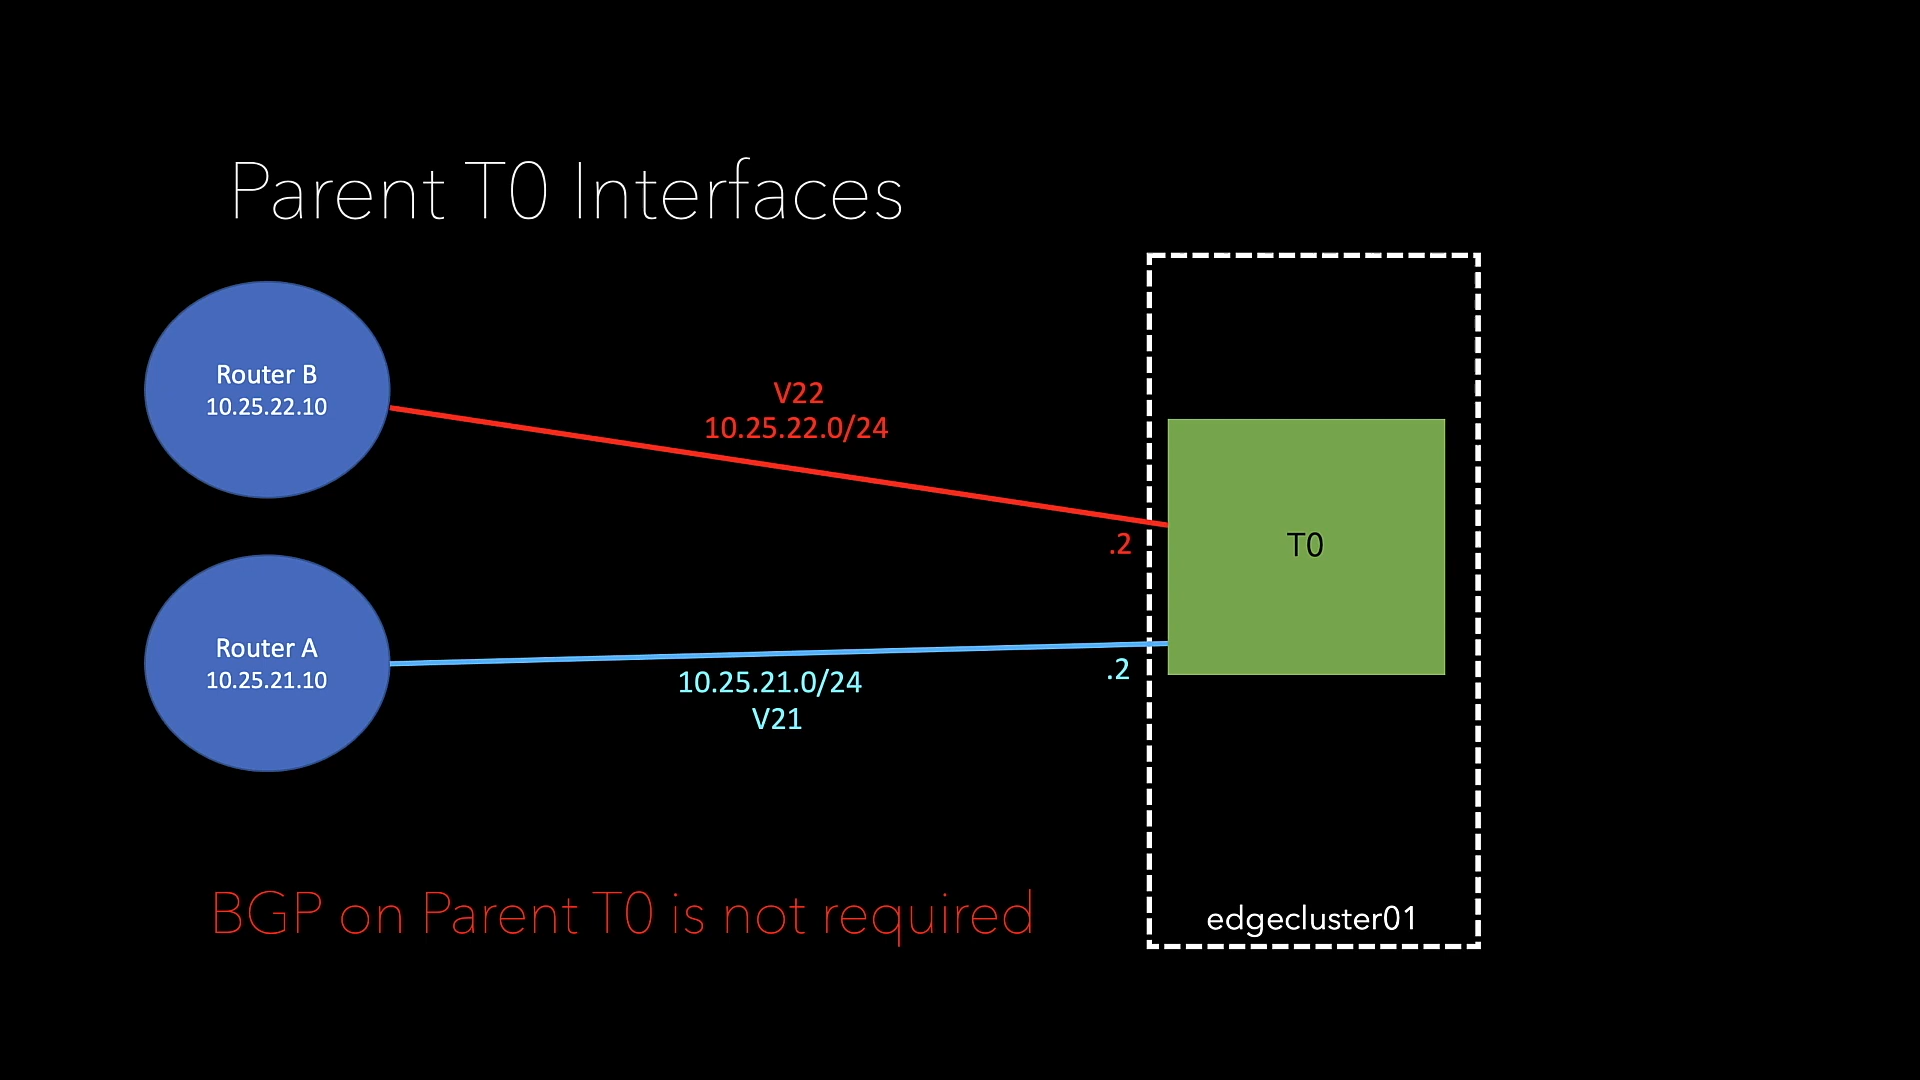 Parent T0 Interfaces
Router B
10.25.22.10
V22
10.25.22.0/24
.2
T0
Router A
10.25.21.10
10.25.21.0/24
V21
.2
BGP on Parent T0 is not required
edgecluster01